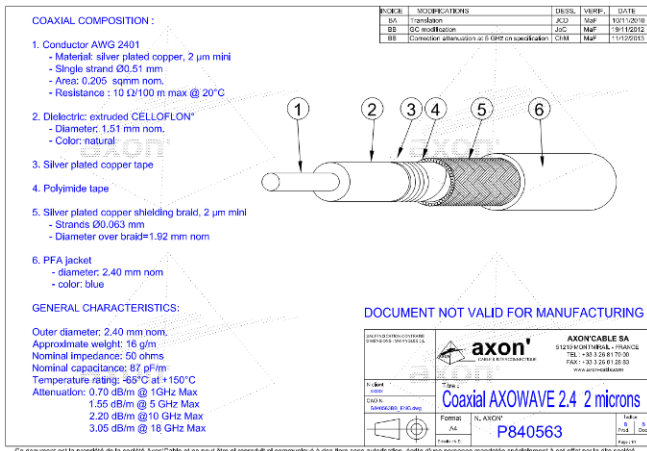 COAXIAL COMPOSITION :
1. Conductor AWG 2401
- Material: silver plated copper, 2 µm mini
- Single strand Ø0.51 mm
- Area: 0.205 sqmm nom.
- Resistance : 10 Ω/100 m max @ 20°C
2. Dielectric: extruded CELLOFLON®
- Diameter: 1.51 mm nom.
- Color: natural
3. Silver plated copper tape
4. Polyimide tape
5. Silver plated copper shielding braid, 2 µm mini
- Strands Ø0.063 mm
- Diameter over braid=1.92 mm nom
6. PFA jacket
- diameter: 2.40 mm nom
- color: blue
GENERAL CHARACTERISTICS:
Outer diameter: 2.40 mm nom.
Approximate weight: 16 g/m
Nominal impedance: 50 ohms
Nominal capacitance: 87 pF/m
Temperature rating: -65°C at +150°C
Attenuation: 0.70 dB/m @ 1GHz Max
1.55 dB/m @ 5 GHz Max
2.20 dB/m @10 GHz Max
3.05 dB/m @ 18 GHz Max
INDICE MODIFICATIONS DESS. VERIF. DATE
BA Translation JCD MaF 10/11/2010
BB GC modification JoC MaF 19/11/2012
BB Correction attenuation at 5 GHz on specification ChM MaF 11/12/2013
1 2 3 4 5 6
axon'
axon'
DOCUMENT NOT VALID FOR MANUFACTURING
axon'
CABLE & INTERCONNECTION
AXON'CABLE SA
51210 MONTMIRAIL - FRANCE
TEL : +33 3 26 81 70 00
FAX : +33 3 26 81 28 83
www.axon-cable.com
Titre :
Coaxial AXOWAVE 2.4 2 microns
Format
A4
N. AXON'
P840563